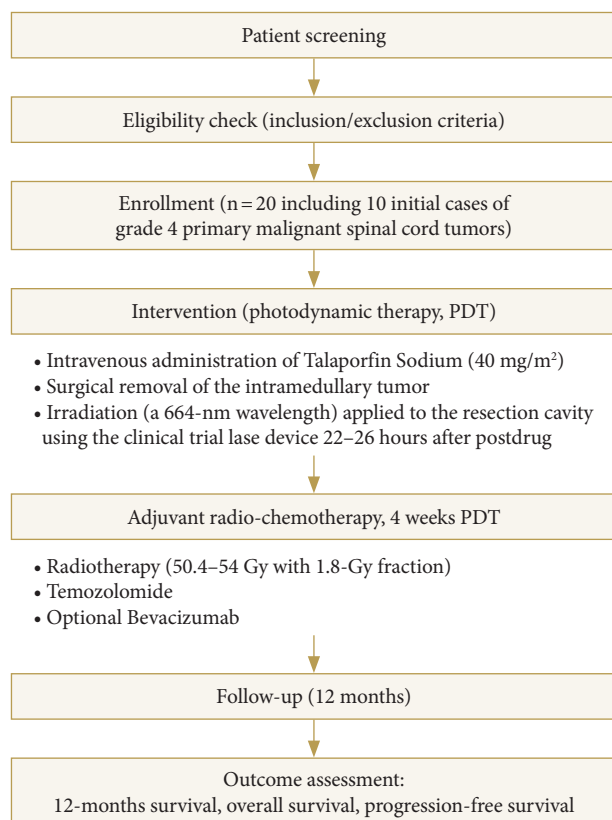 Patient screening
Eligibility check (inclusion/exclusion criteria)
Enrollment (n = 20 including 10 initial cases of
grade 4 primary malignant spinal cord tumors)
Intervention (photodynamic therapy, PDT)
• Intravenous administration of Talaporfin Sodium (40 mg/m²)
• Surgical removal of the intramedullary tumor
• Irradiation (a 664-nm wavelength) applied to the resection cavity
using the clinical trial lase device 22–26 hours after postdrug
Adjuvant radio-chemotherapy, 4 weeks PDT
• Radiotherapy (50.4–54 Gy with 1.8-Gy fraction)
• Temozolomide
• Optional Bevacizumab
Follow-up (12 months)
Outcome assessment:
12-months survival, overall survival, progression-free survival